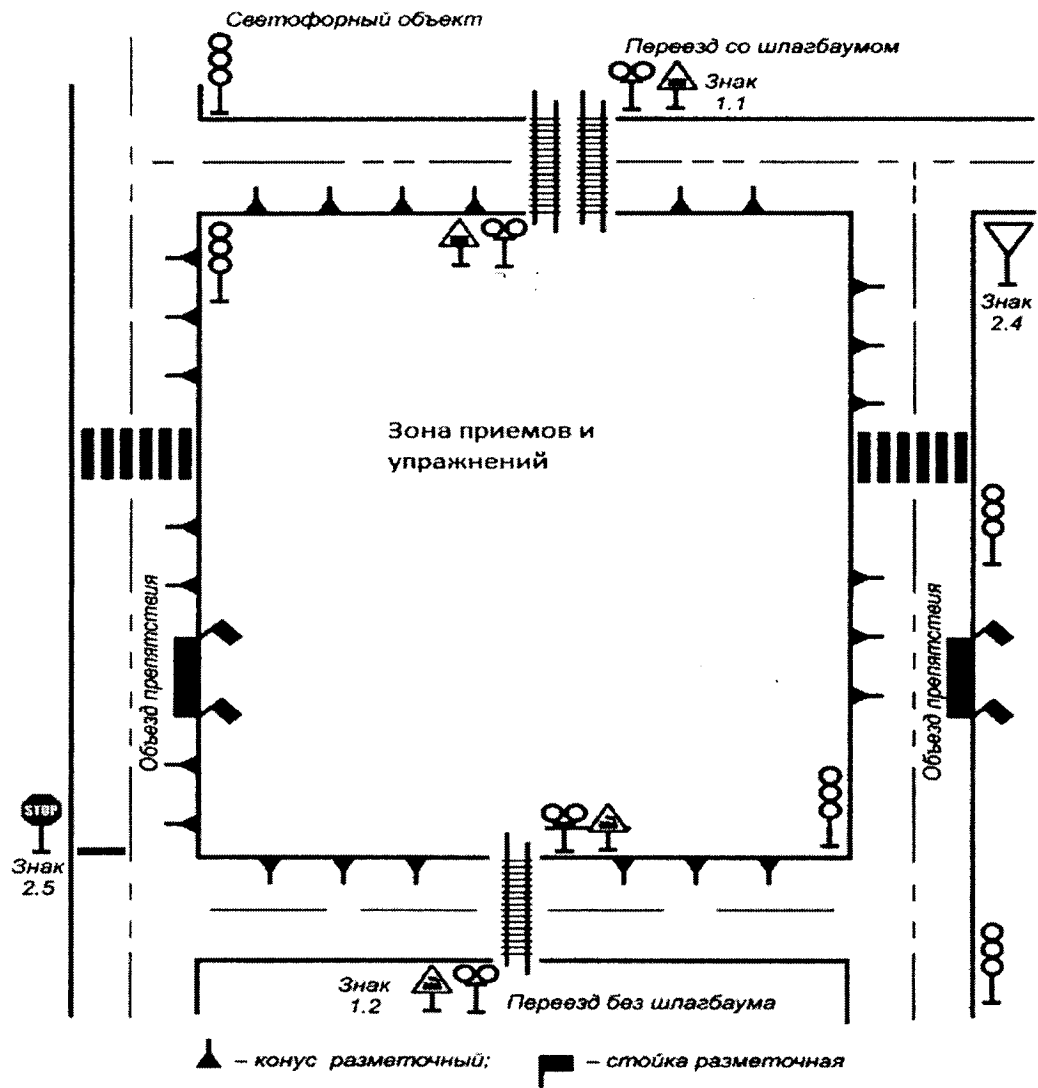 Светофорный объект
Переезд со шлагбаумом
Знак
1.1
Знак
2.4
Зона приемов и
упражнений
Объезд препятствия
Объезд препятствия
STOP
Знак
2.5
Знак
1.2
Переезд без шлагбаума
– конус разметочный;
– стойка разметочная